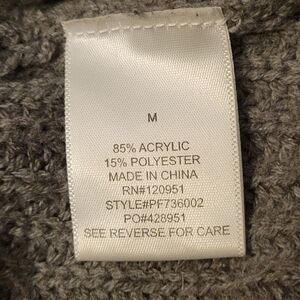 M
85% ACRYLIC
15% POLYESTER
MADE IN CHINA
RN#120951
STYLE#PF736002
PO#428951
SEE REVERSE FOR CARE